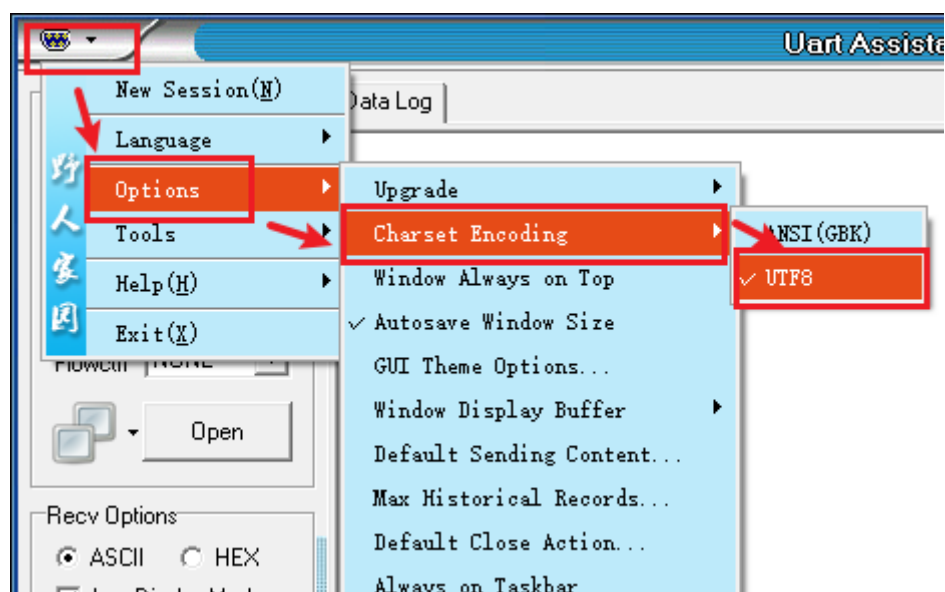 Uart Assista
New Session(N)
Data Log
Language
Options
Tools
Help(H)
Exit(X)
野人家园
Upgrade
Charset Encoding
Window Always on Top
Autosave Window Size
GUI Theme Options...
Window Display Buffer
Default Sending Content...
Max Historical Records...
Default Close Action...
Always on Taskbar
ANSI(GBK)
UTF8
Flowctrl NONE
Open
Recv Options
ASCII HEX